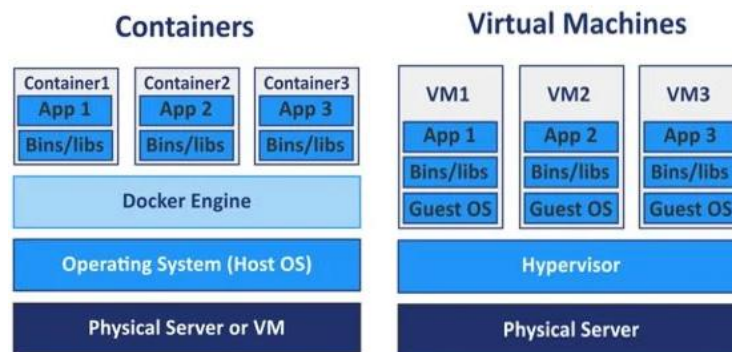 Containers
Container1
App 1
Bins/libs
Container2
App 2
Bins/libs
Container3
App 3
Bins/libs
Docker Engine
Operating System (Host OS)
Physical Server or VM
Virtual Machines
VM1
App 1
Bins/libs
Guest OS
VM2
App 2
Bins/libs
Guest OS
VM3
App 3
Bins/libs
Guest OS
Hypervisor
Physical Server